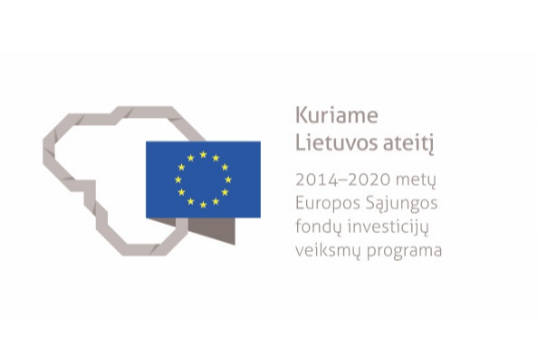 Kuriame
Lietuvos ateitį
2014–2020 metų
Europos Sąjungos
fondų investicijų
veiksmų programa